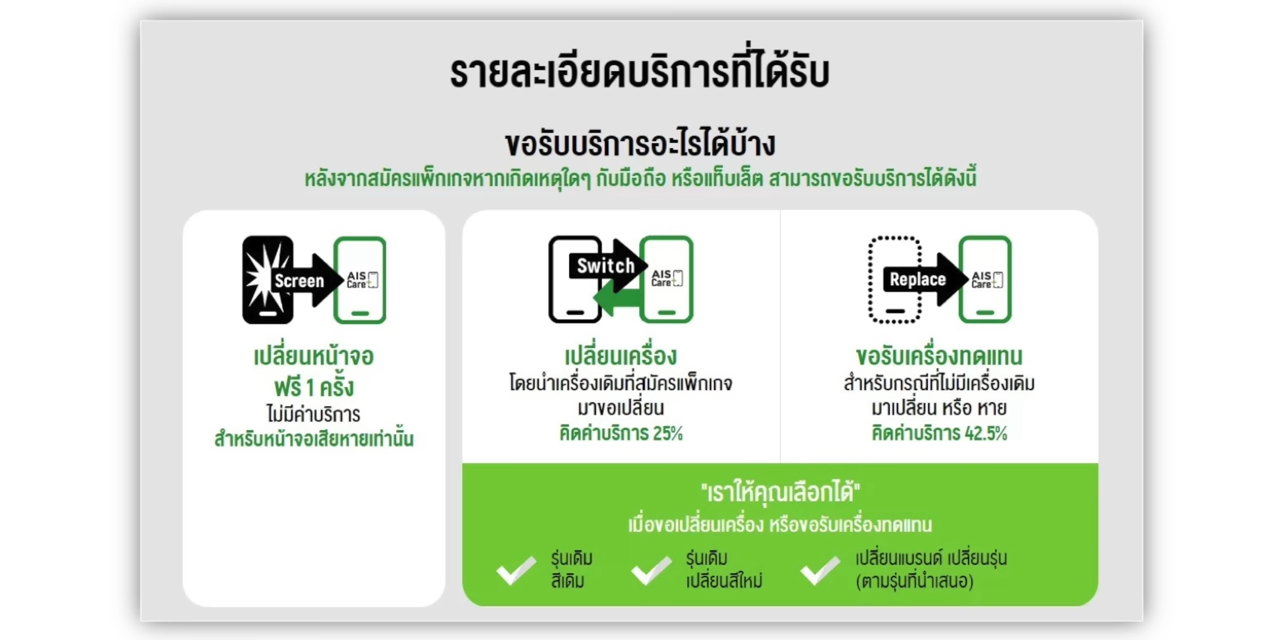 รายละเอียดบริการที่ได้รับ
ขอรับบริการอะไรได้บ้าง
หลังจากสมัครแพ็กเกจหากเกิดเหตุใดๆ กับมือถือ หรือแท็บเล็ต สามารถขอรับบริการได้ดังนี้
Screen
AIS
Care+
เปลี่ยนหน้าจอ
ฟรี 1 ครั้ง
ไม่มีค่าบริการ
สำหรับหน้าจอเสียหายเท่านั้น
Switch
AIS
Care+
เปลี่ยนเครื่อง
โดยนำเครื่องเดิมที่สมัครแพ็กเกจ
มาขอเปลี่ยน
คิดค่าบริการ 25%
Replace
AIS
Care+
ขอรับเครื่องทดแทน
สำหรับกรณีที่ไม่มีเครื่องเดิม
มาเปลี่ยน หรือ หาย
คิดค่าบริการ 42.5%
"เราให้คุณเลือกได้"
เมื่อขอเปลี่ยนเครื่อง หรือขอรับเครื่องทดแทน
รุ่นเดิม
สีเดิม
รุ่นเดิม
เปลี่ยนสีใหม่
เปลี่ยนแบรนด์ เปลี่ยนรุ่น
(ตามรุ่นที่นำเสนอ)